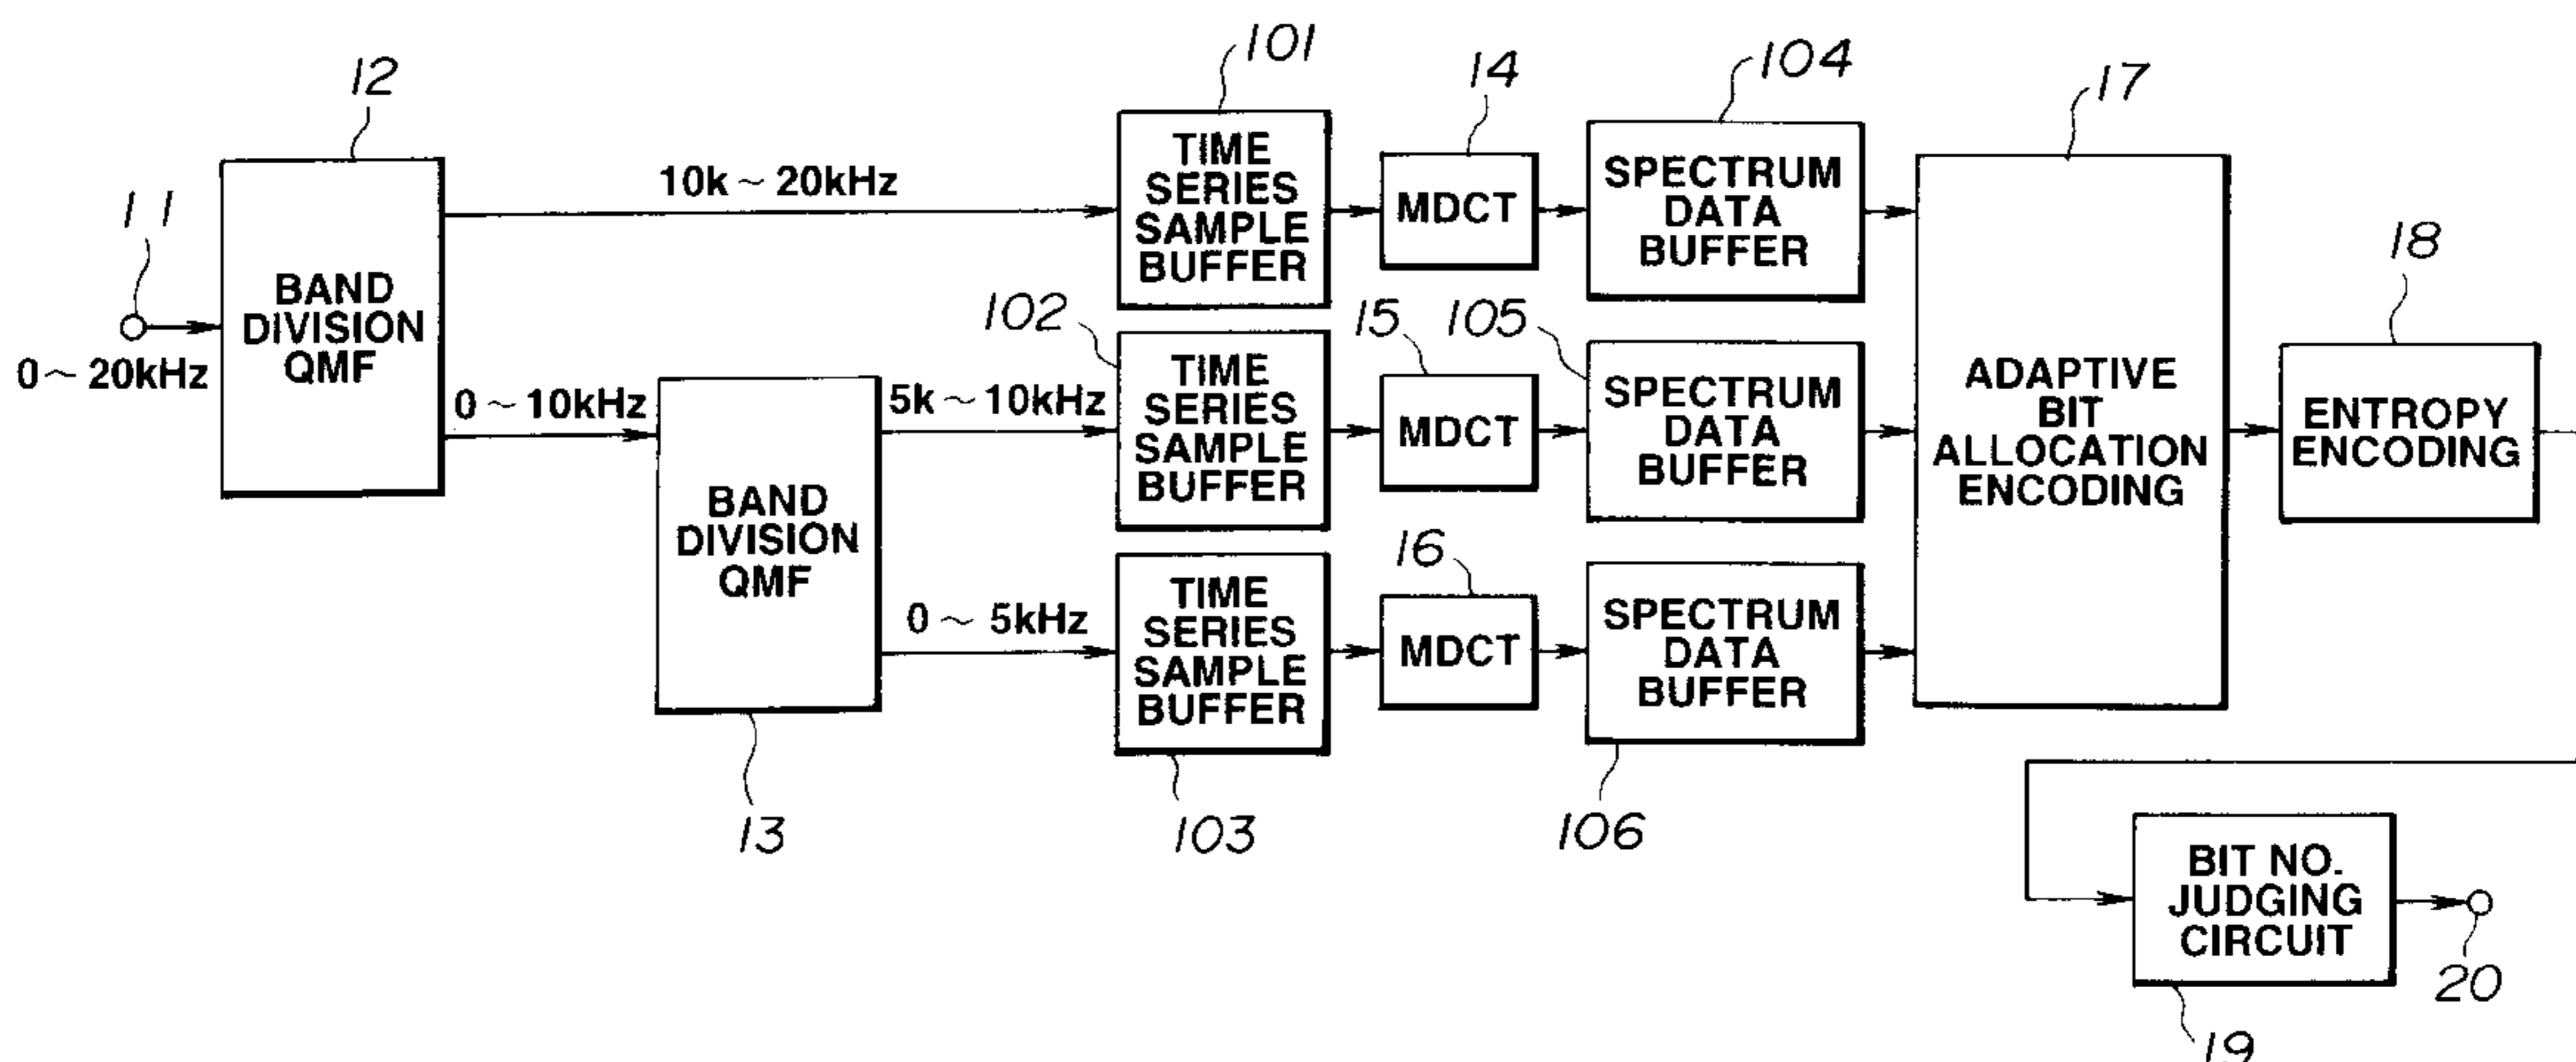 11
0~20kHz
12
BAND
DIVISION
QMF
10k~20kHz
0~10kHz
13
BAND
DIVISION
QMF
5k~10kHz
0~5kHz
101
TIME
SERIES
SAMPLE
BUFFER
102
TIME
SERIES
SAMPLE
BUFFER
103
TIME
SERIES
SAMPLE
BUFFER
14
MDCT
15
MDCT
16
MDCT
104
SPECTRUM
DATA
BUFFER
105
SPECTRUM
DATA
BUFFER
106
SPECTRUM
DATA
BUFFER
17
ADAPTIVE
BIT
ALLOCATION
ENCODING
18
ENTROPY
ENCODING
BIT NO.
JUDGING
CIRCUIT
19
20